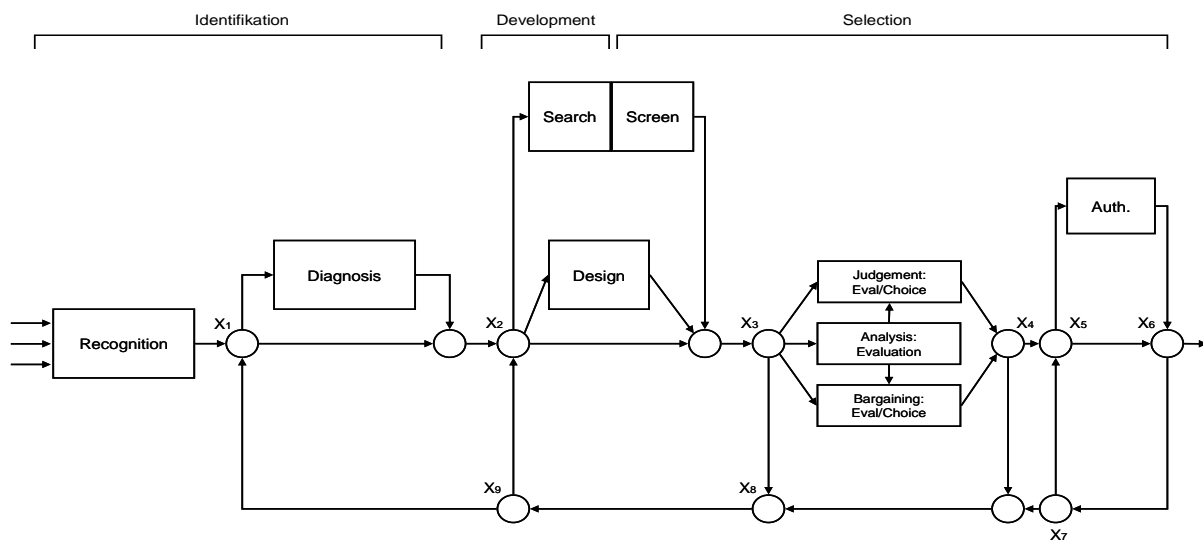 Identifikation
Development
Selection
Search
Screen
Auth.
Diagnosis
Design
Judgement:
Eval/Choice
X1
X2
X3
X4
X5
X6
Recognition
Analysis:
Evaluation
Bargaining:
Eval/Choice
X9
X8
X7